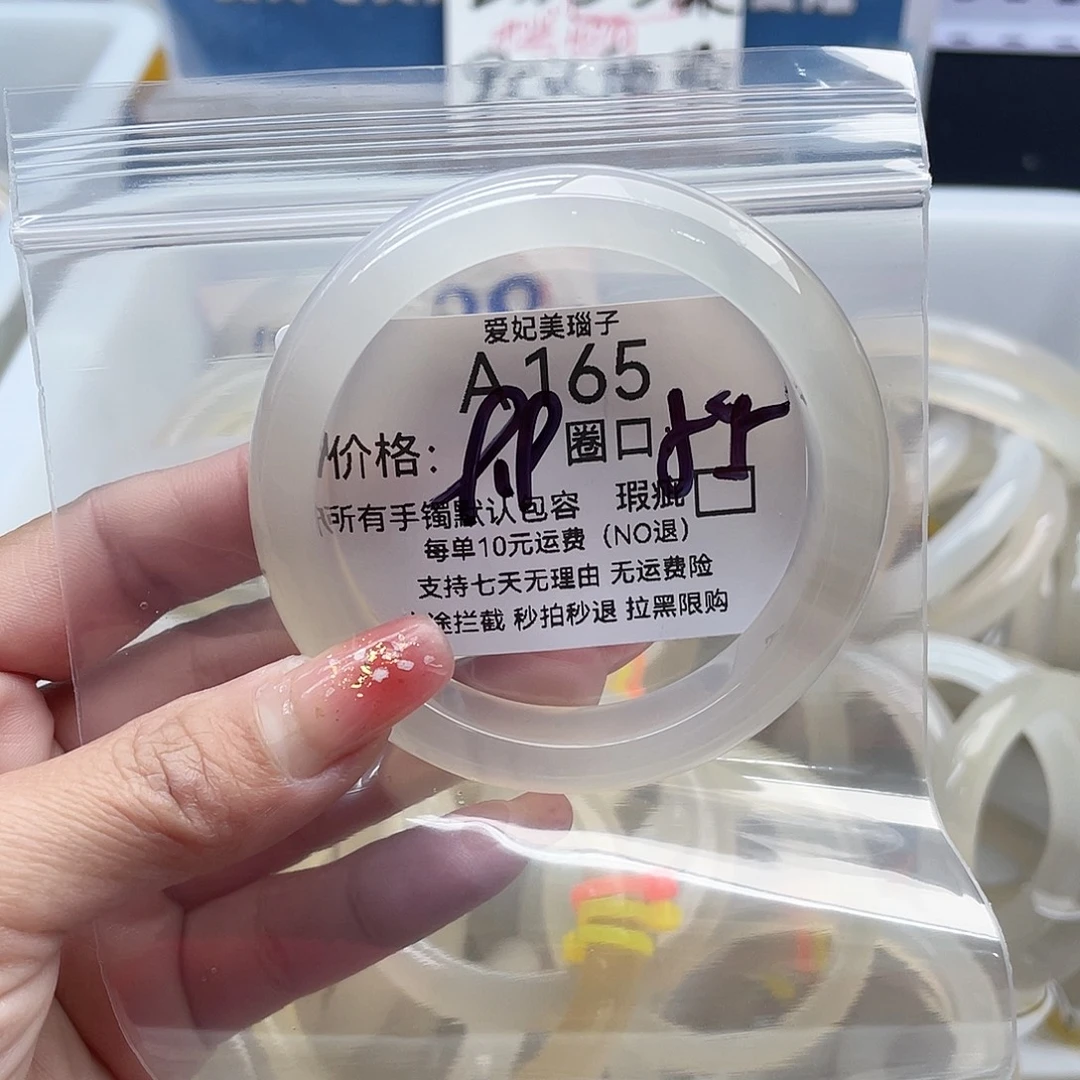 爱妃美瑙子
A 165
价格： 圈口
所有手镯默认包容 瑕疵
每单10元运费（NO退）
支持七天无理由 无运费险
途拦截 秒拍秒退 拉黑限购